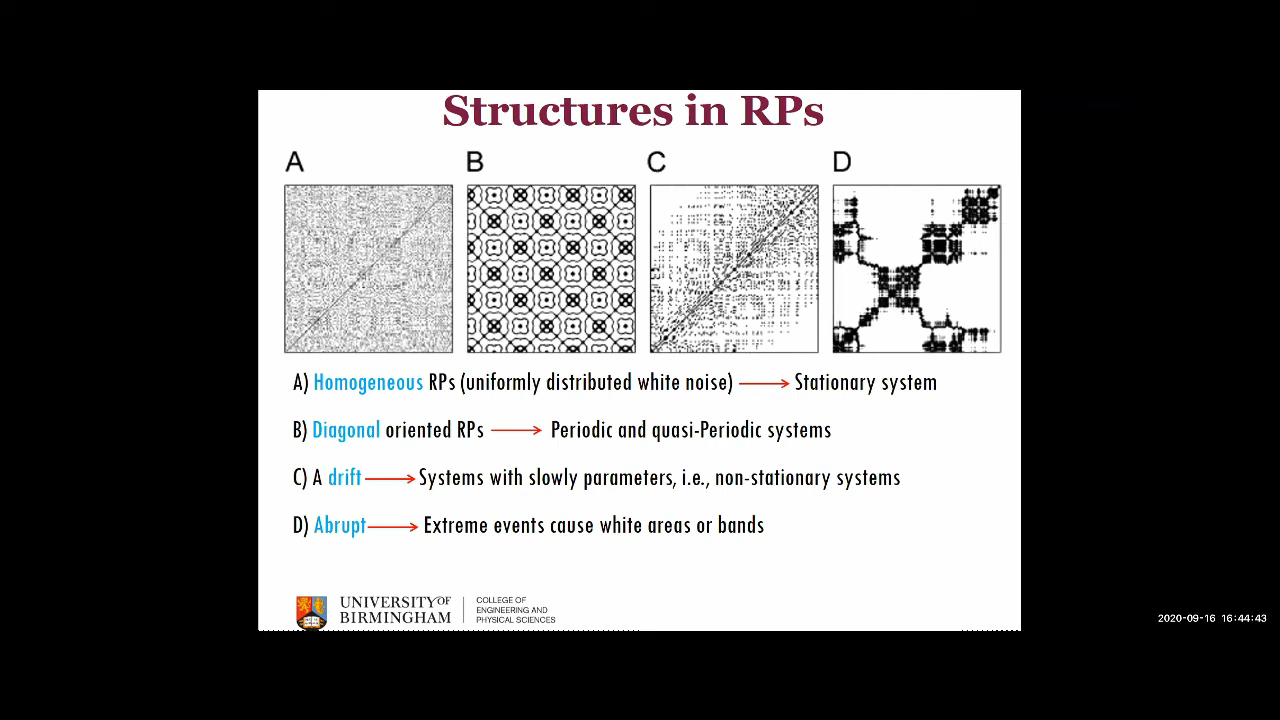 Structures in RPs
A B C D
A) Homogeneous RPs (uniformly distributed white noise) → Stationary system
B) Diagonal oriented RPs → Periodic and quasi-Periodic systems
C) A drift → Systems with slowly parameters, i.e., non-stationary systems
D) Abrupt → Extreme events cause white areas or bands
UNIVERSITY OF
BIRMINGHAM
COLLEGE OF
ENGINEERING AND
PHYSICAL SCIENCES
2020-09-16 16:44:43